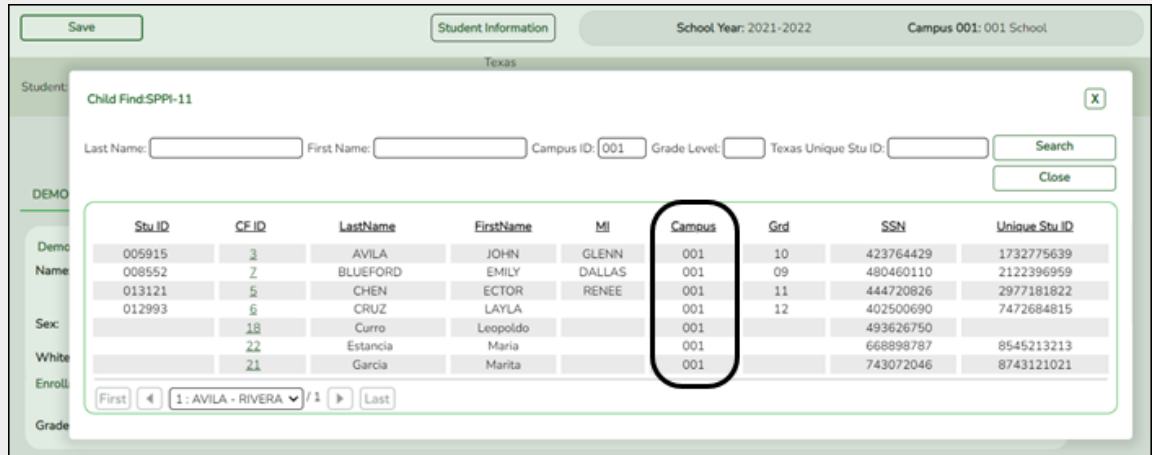 Save Student Information School Year: 2021-2022 Campus 001: 001 School
Texas
Student:
Child Find:SPPI-11 X
Last Name: First Name: Campus ID: 001 Grade Level: Texas Unique Stu ID: Search
Close
DEMO
Stu ID CF ID LastName FirstName MI Campus Grd SSN Unique Stu ID
005915 3 AVILA JOHN GLENN 001 10 423764429 1732775639
008552 7 BLUEFORD EMILY DALLAS 001 09 480460110 2122396959
013121 5 CHEN ECTOR RENEE 001 11 444720826 2977181822
012993 6 CRUZ LAYLA 001 12 402500690 7472684815
18 Curro Leopoldo 001 493626750
22 Estancia Maria 001 668898787 8545213213
21 Garcia Marita 001 743072046 8743121021
First 1 : AVILA - RIVERA / 1 Last
Demo
Name:
Sex:
White
Enroll
Grade